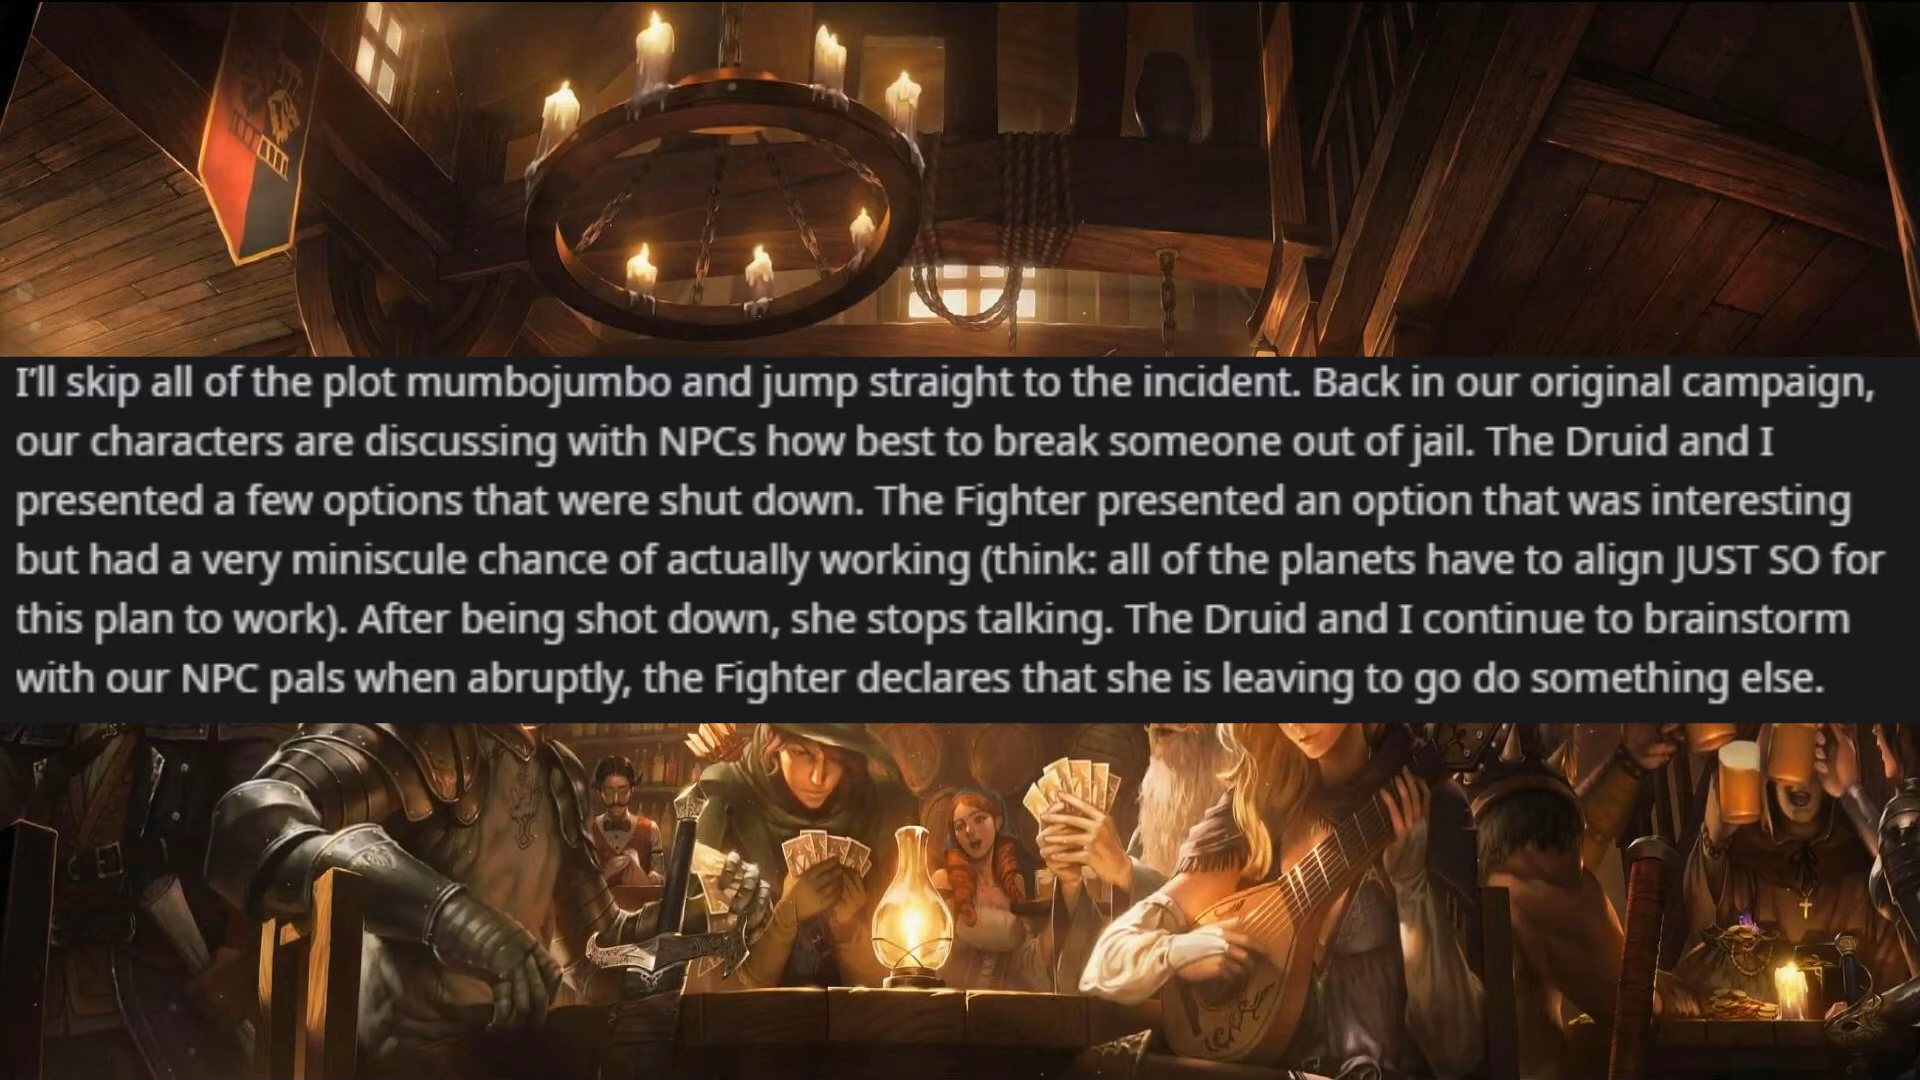 I’ll skip all of the plot mumbojumbo and jump straight to the incident. Back in our original campaign,
our characters are discussing with NPCs how best to break someone out of jail. The Druid and I
presented a few options that were shut down. The Fighter presented an option that was interesting
but had a very miniscule chance of actually working (think: all of the planets have to align JUST SO for
this plan to work). After being shot down, she stops talking. The Druid and I continue to brainstorm
with our NPC pals when abruptly, the Fighter declares that she is leaving to go do something else.